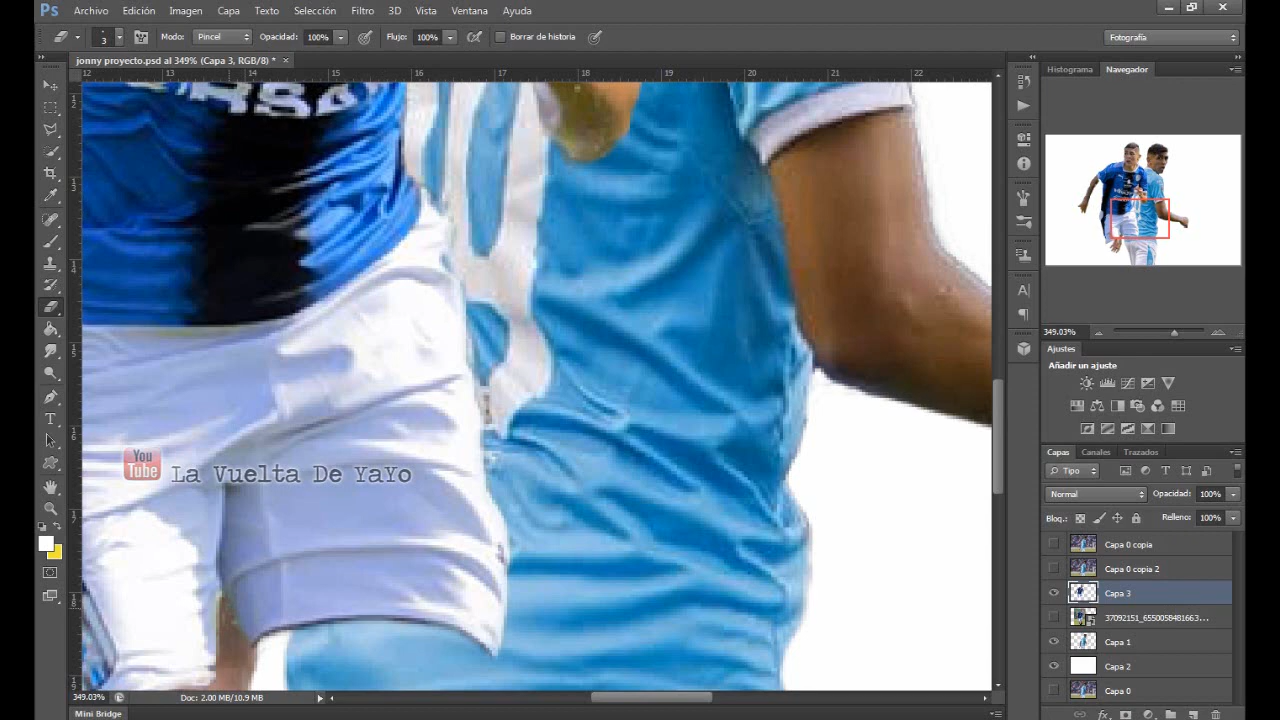 Ps Archivo Edición Imagen Capa Texto Selección Filtro 3D Vista Ventana Ayuda
3 Modo: Pincel Opacidad: 100% Flujo: 100% Borrar de historia Fotografía
jonny proyecto.psd al 349% (Capa 3, RGB/8) * ×
12 13 14 15 16 17 18 19 20 21 22
Histograma Navegador
349.03%
Ajustes
Añadir un ajuste
Capas Canales Trazados
Tipo
Normal Opacidad: 100%
Bloq.: Relleno: 100%
Capa 0 copia
Capa 0 copia 2
Capa 3
37092151_6550058481663...
Capa 1
Capa 2
Capa 0
You
Tube La Vuelta De YaYo
349.03% Doc: 2.00 MB/10.9 MB
Mini Bridge